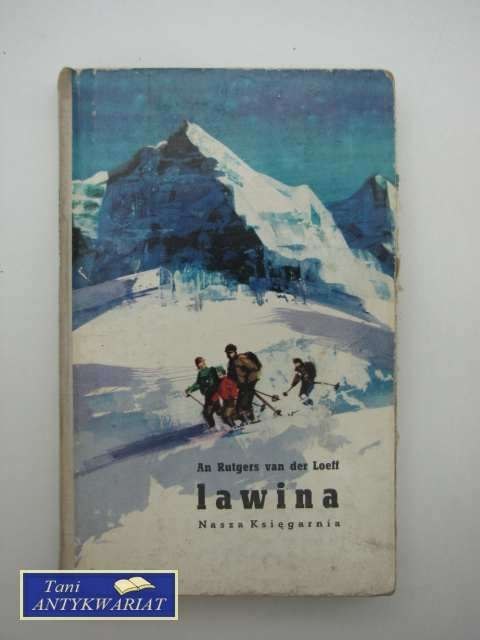 An Rutgers van der Loeff
lawina
Nasza Księgarnia
Tani
ANTYKWARIAT